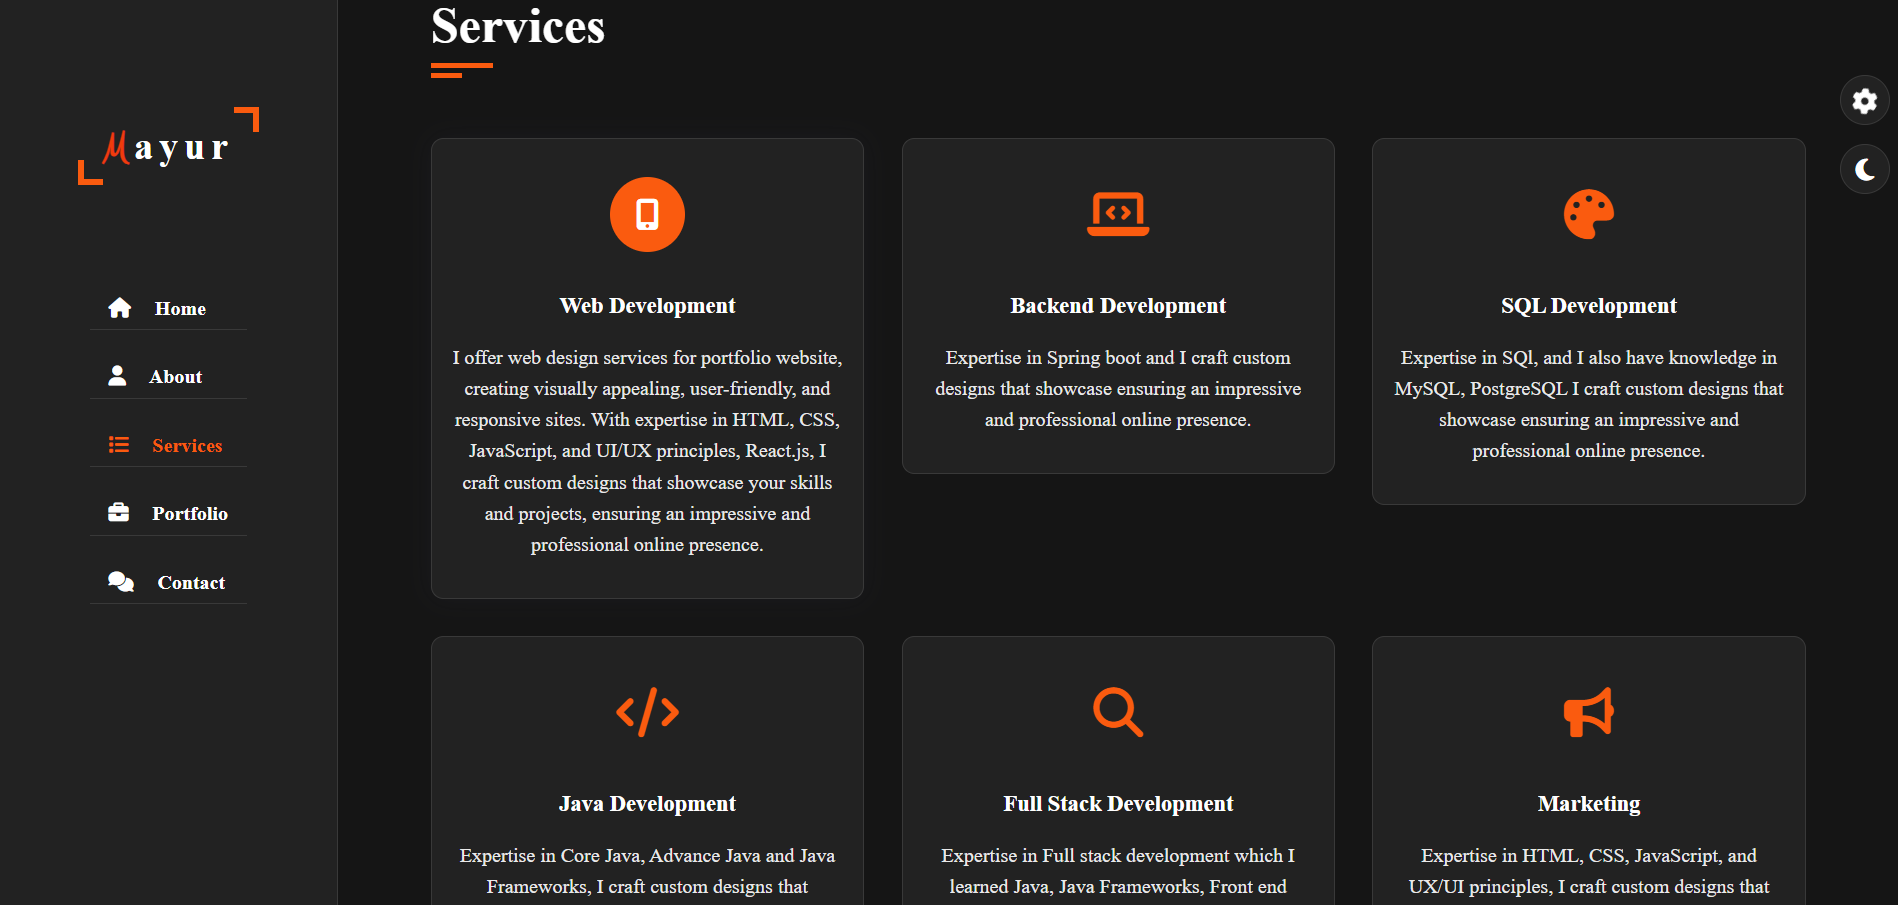 Mayur
Home
About
Services
Portfolio
Contact
Services
Web Development
I offer web design services for portfolio website,
creating visually appealing, user-friendly, and
responsive sites. With expertise in HTML, CSS,
JavaScript, and UI/UX principles, React.js, I
craft custom designs that showcase your skills
and projects, ensuring an impressive and
professional online presence.
Backend Development
Expertise in Spring boot and I craft custom
designs that showcase ensuring an impressive
and professional online presence.
SQL Development
Expertise in SQl, and I also have knowledge in
MySQL, PostgreSQL I craft custom designs that
showcase ensuring an impressive and
professional online presence.
Java Development
Expertise in Core Java, Advance Java and Java
Frameworks, I craft custom designs that
Full Stack Development
Expertise in Full stack development which I
learned Java, Java Frameworks, Front end
Marketing
Expertise in HTML, CSS, JavaScript, and
UX/UI principles, I craft custom designs that